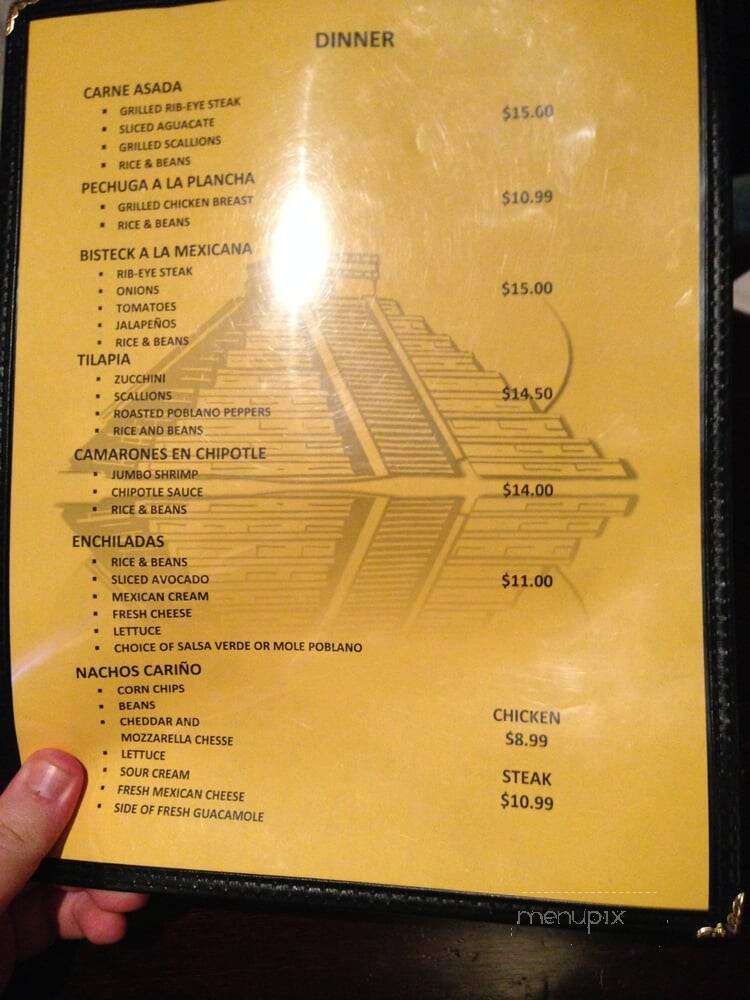 DINNER
CARNE ASADA
▪ GRILLED RIB-EYE STEAK
▪ SLICED AGUACATE
▪ GRILLED SCALLIONS
▪ RICE & BEANS
$15.00
PECHUGA A LA PLANCHA
▪ GRILLED CHICKEN BREAST
▪ RICE & BEANS
$10.99
BISTECK A LA MEXICANA
▪ RIB-EYE STEAK
▪ ONIONS
▪ TOMATOES
▪ JALAPEÑOS
▪ RICE & BEANS
$15.00
TILAPIA
▪ ZUCCHINI
▪ SCALLIONS
▪ ROASTED POBLANO PEPPERS
▪ RICE AND BEANS
$14.50
CAMARONES EN CHIPOTLE
▪ JUMBO SHRIMP
▪ CHIPOTLE SAUCE
▪ RICE & BEANS
$14.00
ENCHILADAS
▪ RICE & BEANS
▪ SLICED AVOCADO
▪ MEXICAN CREAM
▪ FRESH CHEESE
▪ LETTUCE
▪ CHOICE OF SALSA VERDE OR MOLE POBLANO
$11.00
NACHOS CARIÑO
▪ CORN CHIPS
▪ BEANS
▪ CHEDDAR AND
MOZZARELLA CHESSE
▪ LETTUCE
▪ SOUR CREAM
▪ FRESH MEXICAN CHEESE
▪ SIDE OF FRESH GUACAMOLE
CHICKEN
$8.99
STEAK
$10.99
menupix